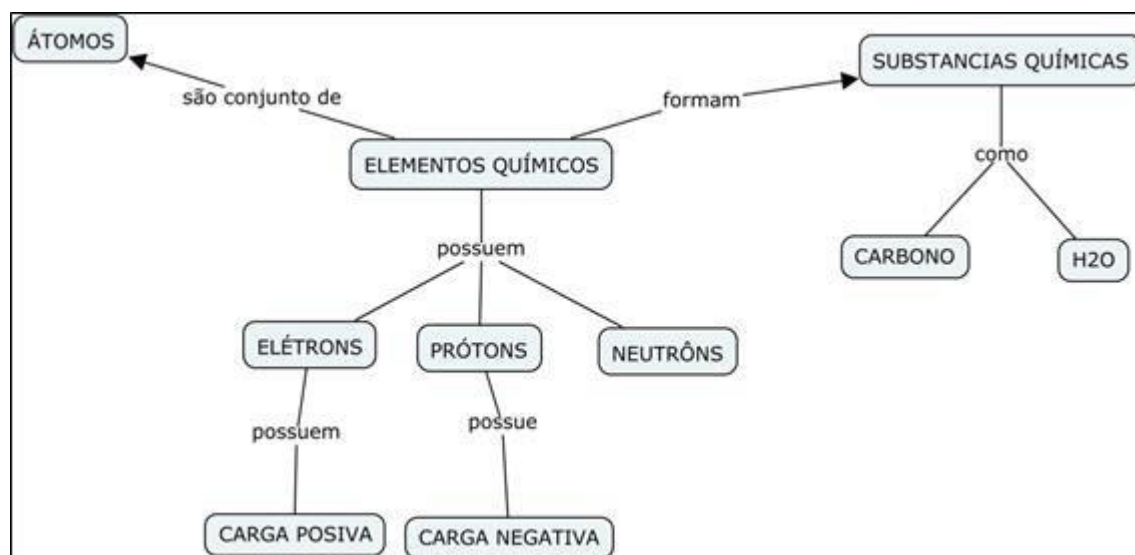 ÁTOMOS
SUBSTANCIAS QUÍMICAS
são conjunto de
formam
ELEMENTOS QUÍMICOS
como
possuem
CARBONO
H2O
ELÉTRONS
PRÓTONS
NEUTRÔNS
possuem
possue
CARGA POSIVA
CARGA NEGATIVA